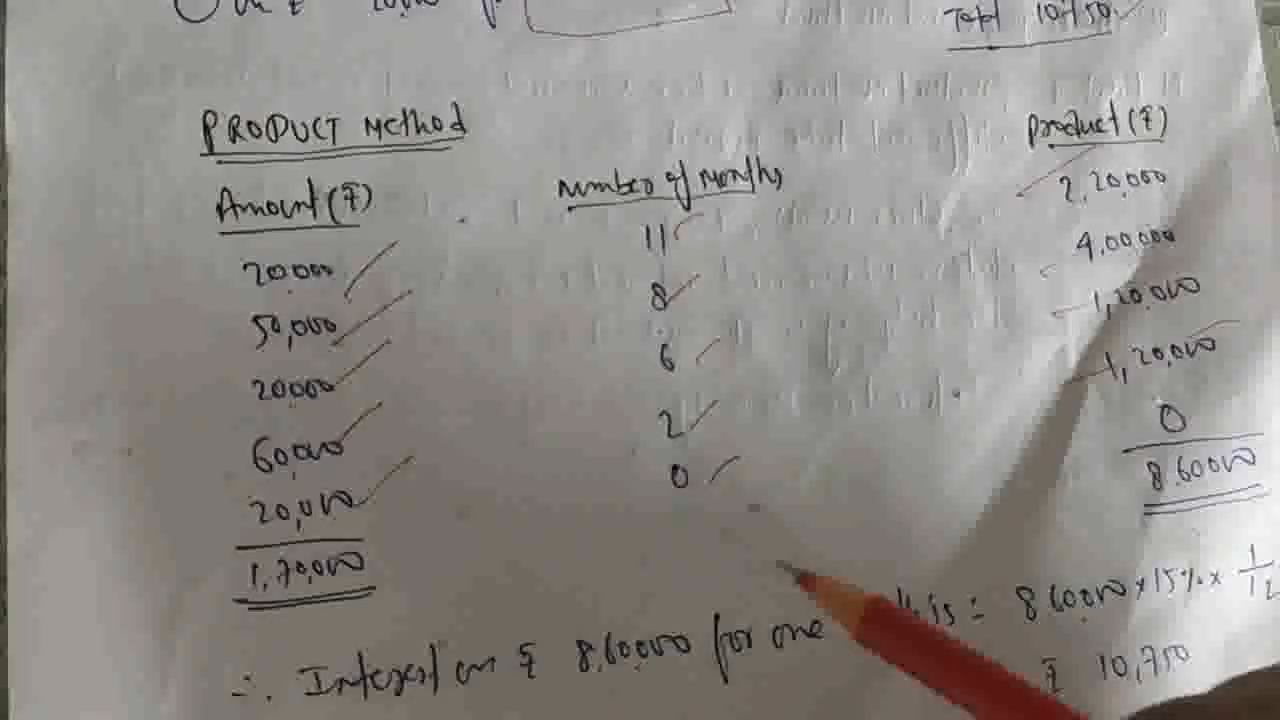 Total 10,750
PRODUCT Method
Amount (₹) Number of Months Product (₹)
20,000 11 2,20,000
50,000 8 4,00,000
20,000 6 1,20,000
60,000 2 1,20,000
20,000 0 0
1,70,000 8,60,000
∴ Interest on ₹ 8,60,000 for one is = 8,60,000 × 15% × 1/12
₹ 10,750